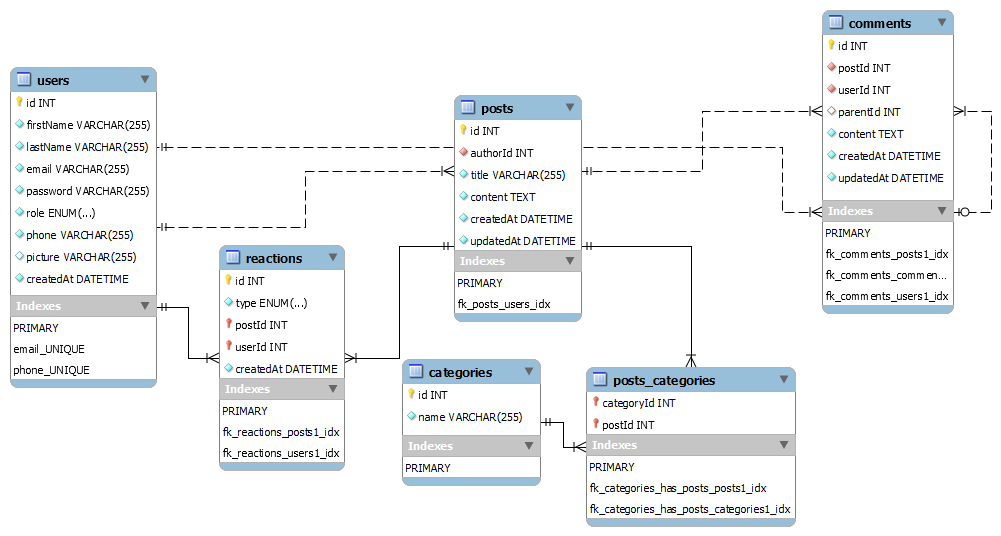 users
id INT
firstName VARCHAR(255)
lastName VARCHAR(255)
email VARCHAR(255)
password VARCHAR(255)
role ENUM(...)
phone VARCHAR(255)
picture VARCHAR(255)
createdAt DATETIME
Indexes
PRIMARY
email_UNIQUE
phone_UNIQUE
reactions
id INT
type ENUM(...)
postId INT
userId INT
createdAt DATETIME
Indexes
PRIMARY
fk_reactions_posts1_idx
fk_reactions_users1_idx
posts
id INT
authorId INT
title VARCHAR(255)
content TEXT
createdAt DATETIME
updatedAt DATETIME
Indexes
PRIMARY
fk_posts_users_idx
categories
id INT
name VARCHAR(255)
Indexes
PRIMARY
posts_categories
categoryId INT
postId INT
Indexes
PRIMARY
fk_categories_has_posts_posts1_idx
fk_categories_has_posts_categories1_idx
comments
id INT
postId INT
userId INT
parentId INT
content TEXT
createdAt DATETIME
updatedAt DATETIME
Indexes
PRIMARY
fk_comments_posts1_idx
fk_comments_commen...
fk_comments_users1_idx